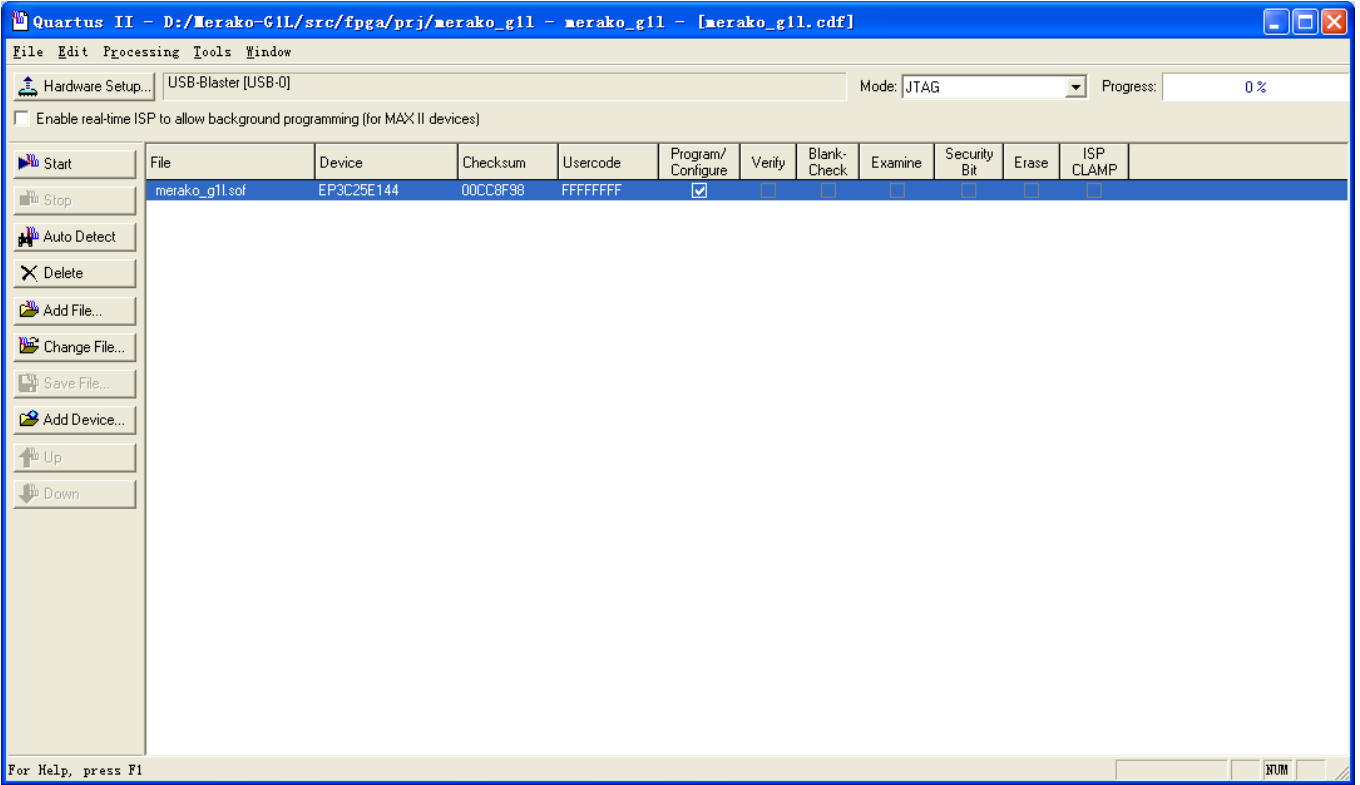 Quartus II - D:/Merako-G1L/src/fpga/prj/merako_g1l - merako_g1l - [merako_g1l.cdf]
File Edit Processing Tools Window
Hardware Setup... USB-Blaster [USB-0] Mode: JTAG Progress: 0 %
Enable real-time ISP to allow background programming (for MAX II devices)
Start
Stop
Auto Detect
Delete
Add File...
Change File...
Save File...
Add Device...
Up
Down
File Device Checksum Usercode Program/ Configure Verify Blank- Check Examine Security Bit Erase ISP CLAMP
merako_g1l.sof EP3C25E144 00CC8F98 FFFFFFFF
For Help, press F1 NUM